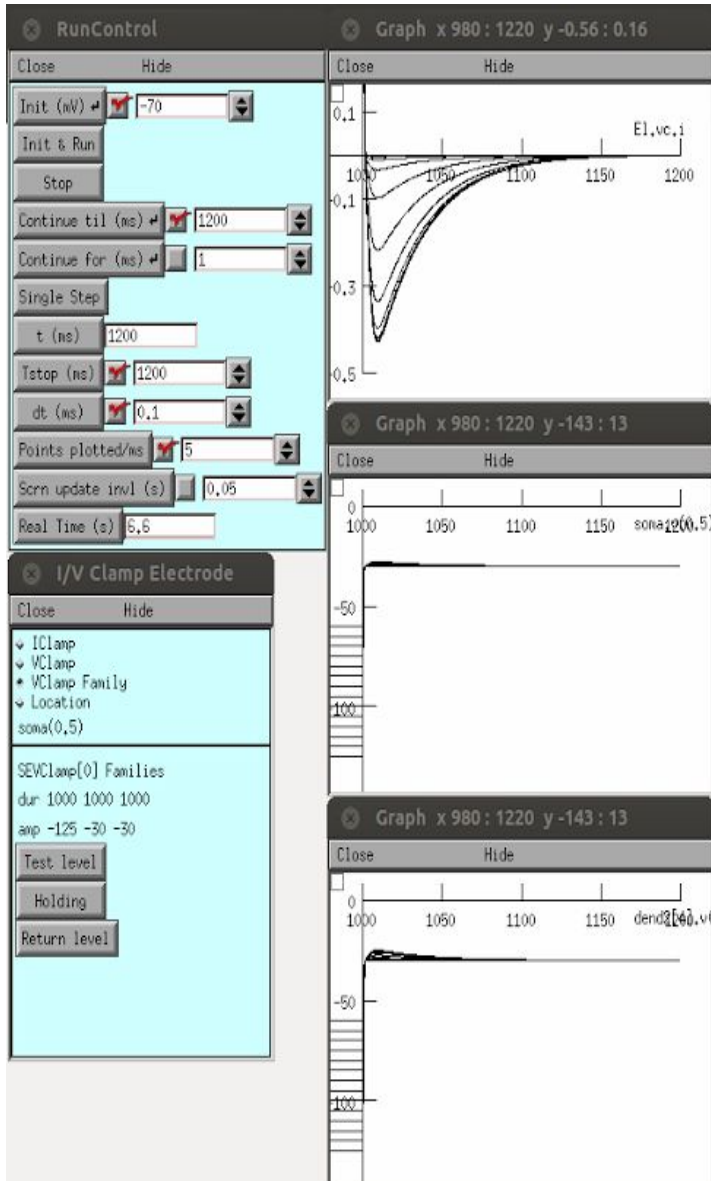 RunControl
Close Hide
Init (mV) -70
Init & Run
Stop
Continue til (ms) 1200
Continue for (ms) 1
Single Step
t (ms) 1200
Tstop (ms) 1200
dt (ms) 0.1
Points plotted/ms 5
Scrn update invl (s) 0.05
Real Time (s) 6.6
I/V Clamp Electrode
Close Hide
IClamp
VClamp
VClamp Family
Location
soma(0.5)
SEVClamp[0] Families
dur 1000 1000 1000
amp -125 -30 -30
Test level
Holding
Return level
Graph x 980 : 1220 y -0.56 : 0.16
Close Hide
0.1
El.vc.i
1050 1100 1150 1200
-0.1
-0.3
-0.5
Graph x 980 : 1220 y -143 : 13
Close Hide
0
1000 1050 1100 1150 1200
-50
-100
Graph x 980 : 1220 y -143 : 13
Close Hide
0
1000 1050 1100 1150 1200
-50
-100